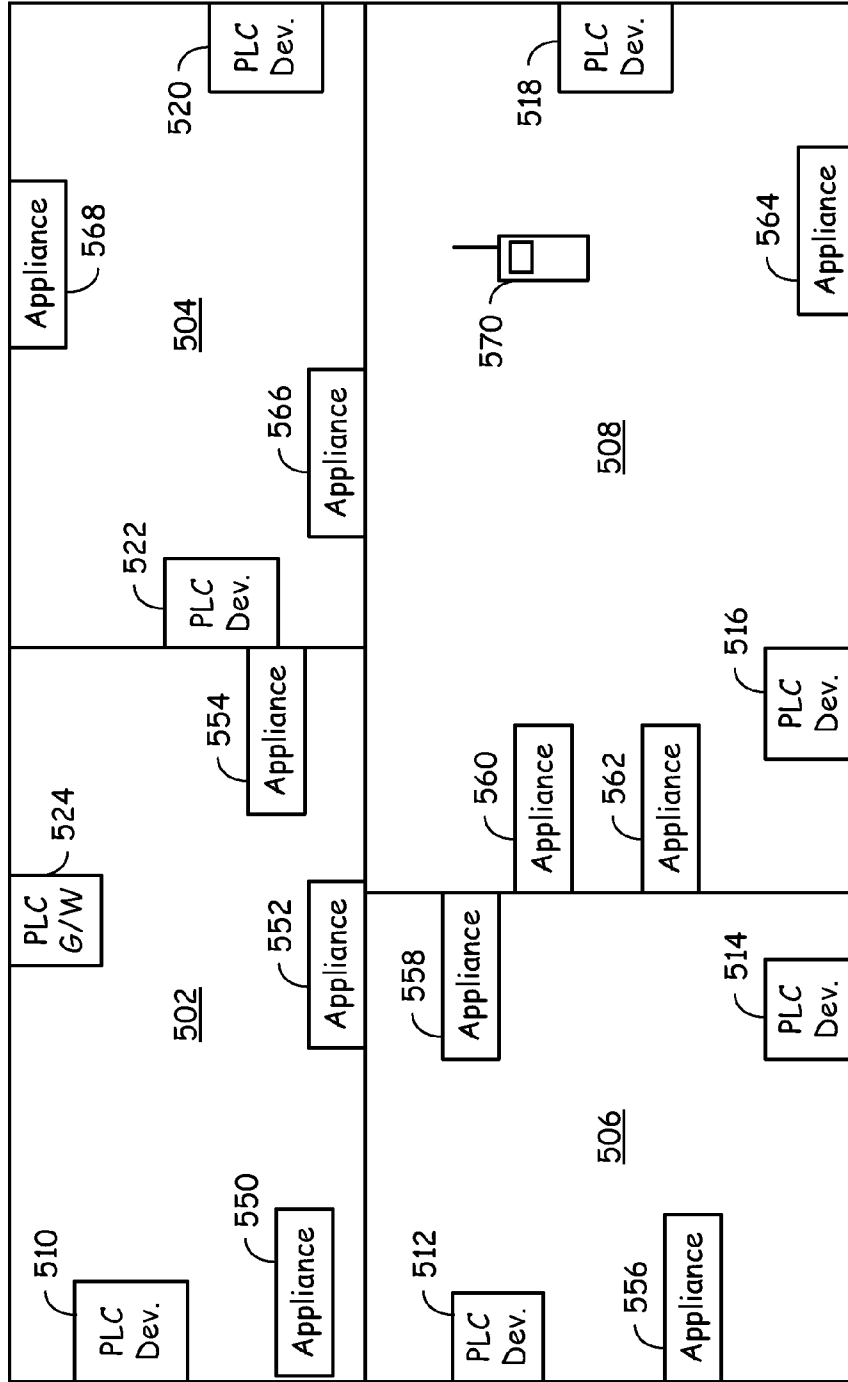 510
PLC
Dev.
PLC
G/W
524
502
550
Appliance
552
Appliance
554
Appliance
522
PLC
Dev.
Appliance
568
504
566
Appliance
520
PLC
Dev.
512
PLC
Dev.
558
Appliance
506
556
Appliance
514
PLC
Dev.
560
Appliance
562
Appliance
570
508
518
PLC
Dev.
516
PLC
Dev.
564
Appliance